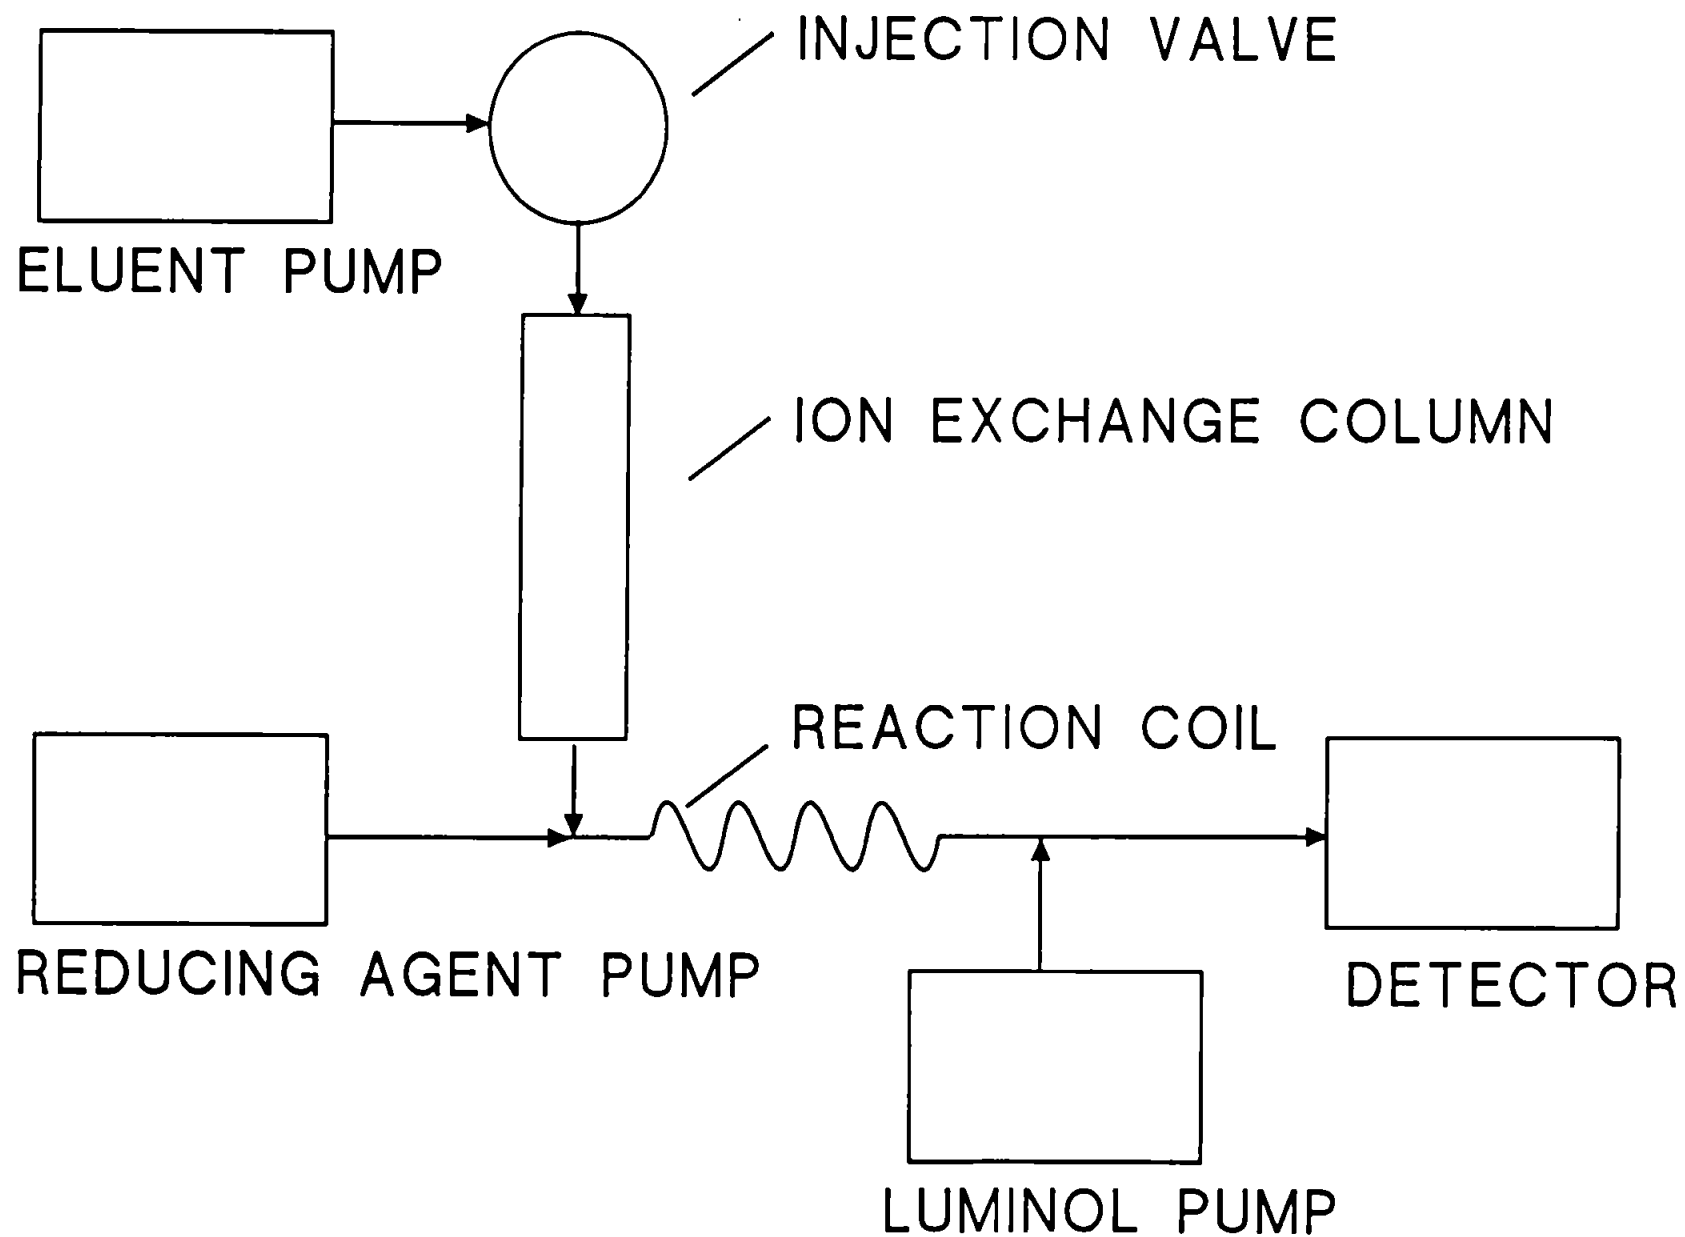 INJECTION VALVE
ELUENT PUMP
ION EXCHANGE COLUMN
REACTION COIL
REDUCING AGENT PUMP
DETECTOR
LUMINOL PUMP